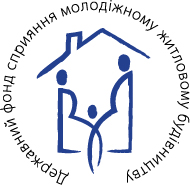 Державний фонд сприяння молодіжному житловому будівництву